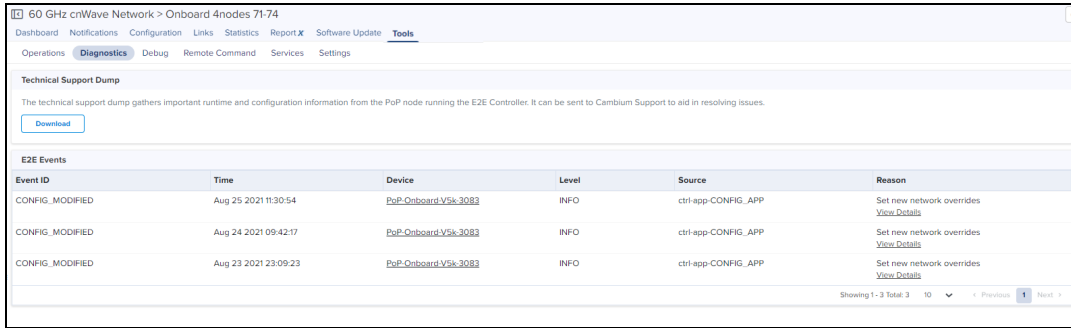 60 GHz cnWave Network > Onboard 4nodes 71-74
Dashboard Notifications Configuration Links Statistics Report X Software Update Tools
Operations Diagnostics Debug Remote Command Services Settings
Technical Support Dump
The technical support dump gathers important runtime and configuration information from the PoP node running the E2E Controller. It can be sent to Cambium Support to aid in resolving issues.
Download
E2E Events
Event ID Time Device Level Source Reason
CONFIG_MODIFIED Aug 25 2021 11:30:54 PoP-Onboard-V5k-3083 INFO ctrl-app-CONFIG_APP Set new network overrides
View Details
CONFIG_MODIFIED Aug 24 2021 09:42:17 PoP-Onboard-V5k-3083 INFO ctrl-app-CONFIG_APP Set new network overrides
View Details
CONFIG_MODIFIED Aug 23 2021 23:09:23 PoP-Onboard-V5k-3083 INFO ctrl-app-CONFIG_APP Set new network overrides
View Details
Showing 1 - 3 Total: 3 10 < Previous 1 Next >